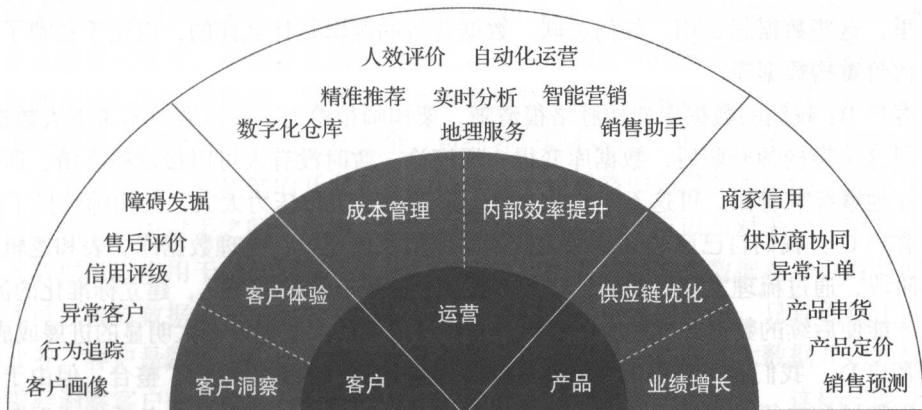 人效评价 自动化运营
精准推荐 实时分析 智能营销
数字化仓库 地理服务 销售助手
障碍发掘 成本管理 内部效率提升 商家信用
售后评价 供应商协同
信用评级 客户体验 供应链优化 异常订单
异常客户 运营 产品串货
行为追踪 产品定价
客户画像 客户洞察 客户 产品 业绩增长 销售预测